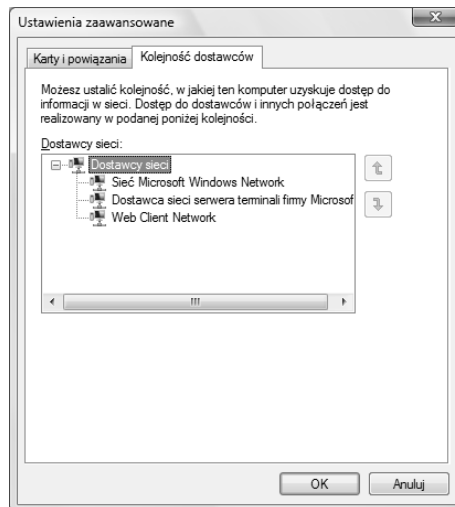 Ustawienia zaawansowane
Karty i powiązania
Kolejność dostawców
Możesz ustalić kolejność, w jakiej ten komputer uzyskuje dostęp do
informacji w sieci. Dostęp do dostawców i innych połączeń jest
realizowany w podanej poniżej kolejności.
Dostawcy sieci:
Dostawcy sieci
Sieć Microsoft Windows Network
Dostawca sieci serwera terminali firmy Microsof
Web Client Network
OK
Anuluj